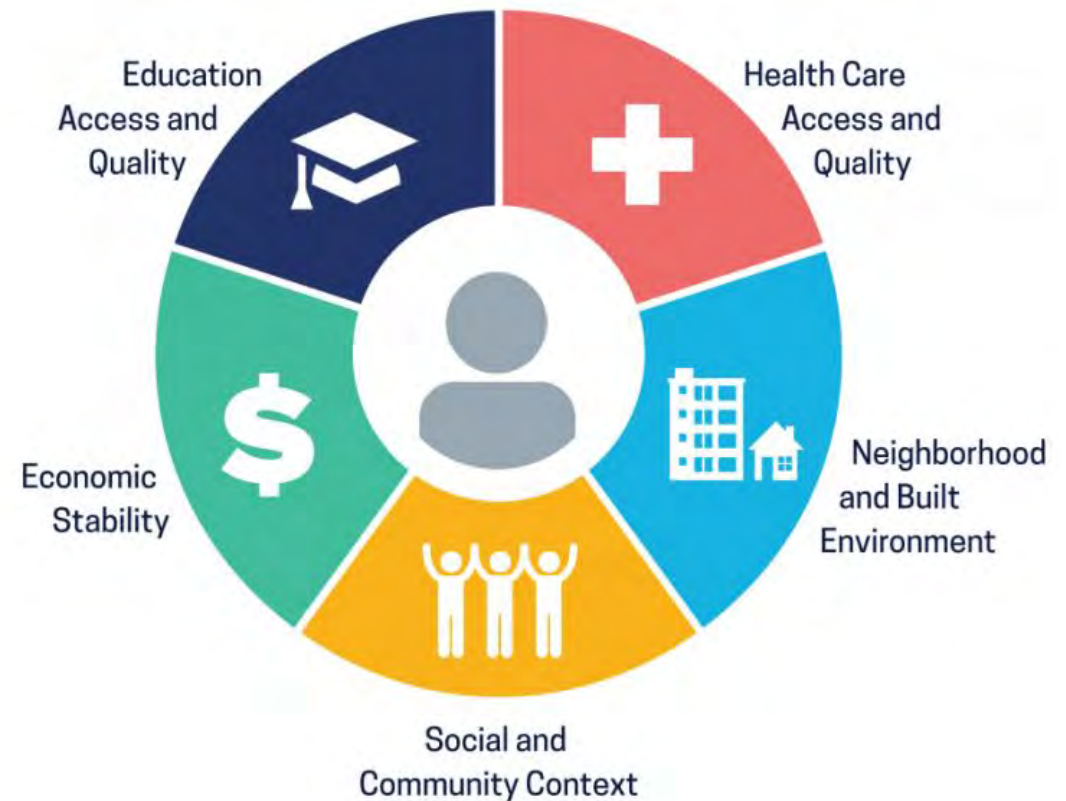 Education
Access and
Quality
Health Care
Access and
Quality
Economic
Stability
Neighborhood
and Built
Environment
Social and
Community Context